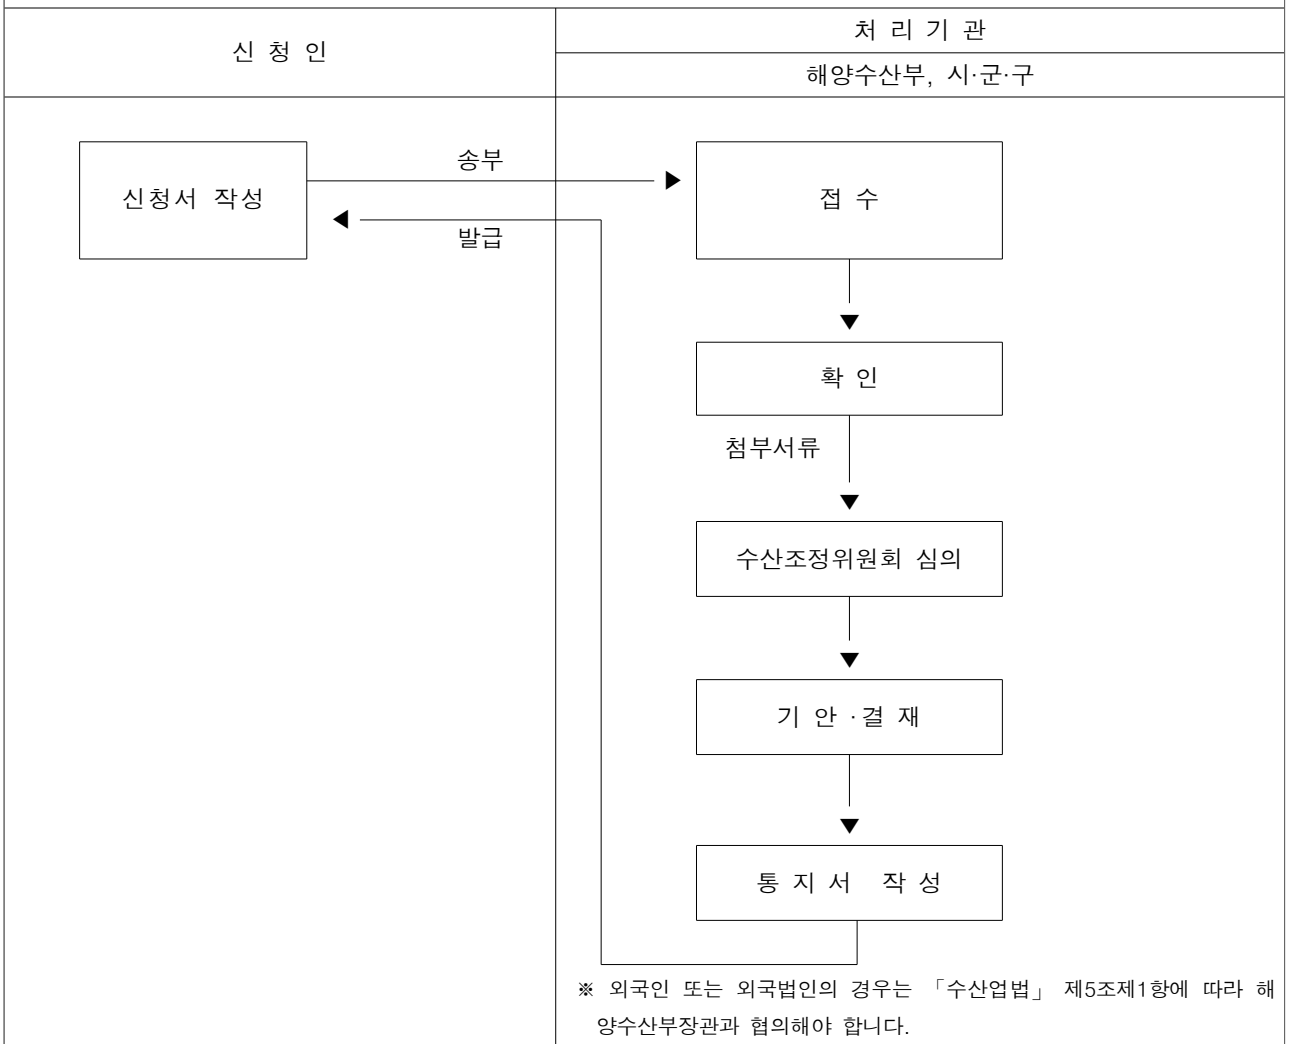 신 청 인
처 리 기 관
해양수산부, 시·군·구
신청서 작성
송부
발급
접 수
확 인
첨부서류
수산조정위원회 심의
기 안 ·결 재
통 지 서 작 성
※ 외국인 또는 외국법인의 경우는 「수산업법」 제5조제1항에 따라 해
양수산부장관과 협의해야 합니다.